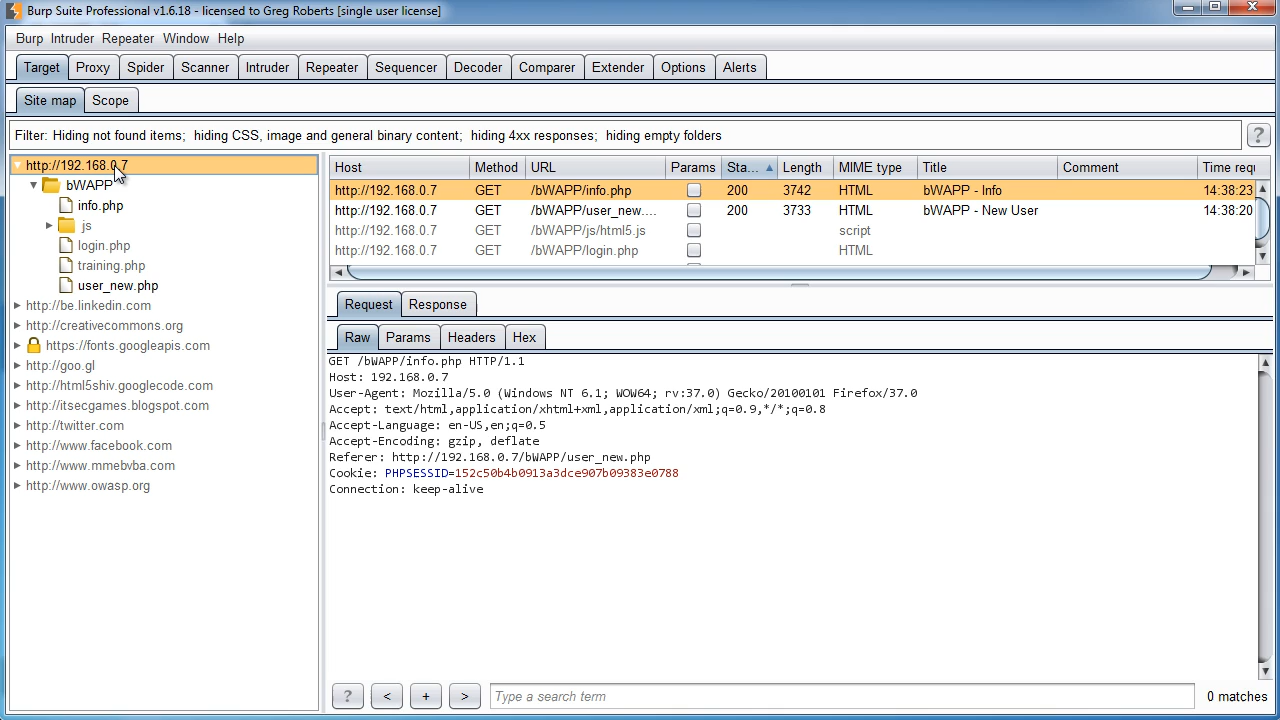 Burp Suite Professional v1.6.18 - licensed to Greg Roberts [single user license]
Burp Intruder Repeater Window Help
Target Proxy Spider Scanner Intruder Repeater Sequencer Decoder Comparer Extender Options Alerts
Site map Scope
Filter: Hiding not found items; hiding CSS, image and general binary content; hiding 4xx responses; hiding empty folders ?
http://192.168.0.7
bWAPP
info.php
js
login.php
training.php
user_new.php
http://be.linkedin.com
http://creativecommons.org
https://fonts.googleapis.com
http://goo.gl
http://html5shiv.googlecode.com
http://itsecgames.blogspot.com
http://twitter.com
http://www.facebook.com
http://www.mmebvba.com
http://www.owasp.org
Host Method URL Params Sta... Length MIME type Title Comment Time requ
http://192.168.0.7 GET /bWAPP/info.php 200 3742 HTML bWAPP - Info 14:38:23
http://192.168.0.7 GET /bWAPP/user_new.... 200 3733 HTML bWAPP - New User 14:38:20
http://192.168.0.7 GET /bWAPP/js/html5.js script
http://192.168.0.7 GET /bWAPP/login.php HTML
Request Response
Raw Params Headers Hex
GET /bWAPP/info.php HTTP/1.1
Host: 192.168.0.7
User-Agent: Mozilla/5.0 (Windows NT 6.1; WOW64; rv:37.0) Gecko/20100101 Firefox/37.0
Accept: text/html,application/xhtml+xml,application/xml;q=0.9,*/*;q=0.8
Accept-Language: en-US,en;q=0.5
Accept-Encoding: gzip, deflate
Referer: http://192.168.0.7/bWAPP/user_new.php
Cookie: PHPSESSID=152c50b4b0913a3dce907b09383e0788
Connection: keep-alive
? < + > Type a search term 0 matches